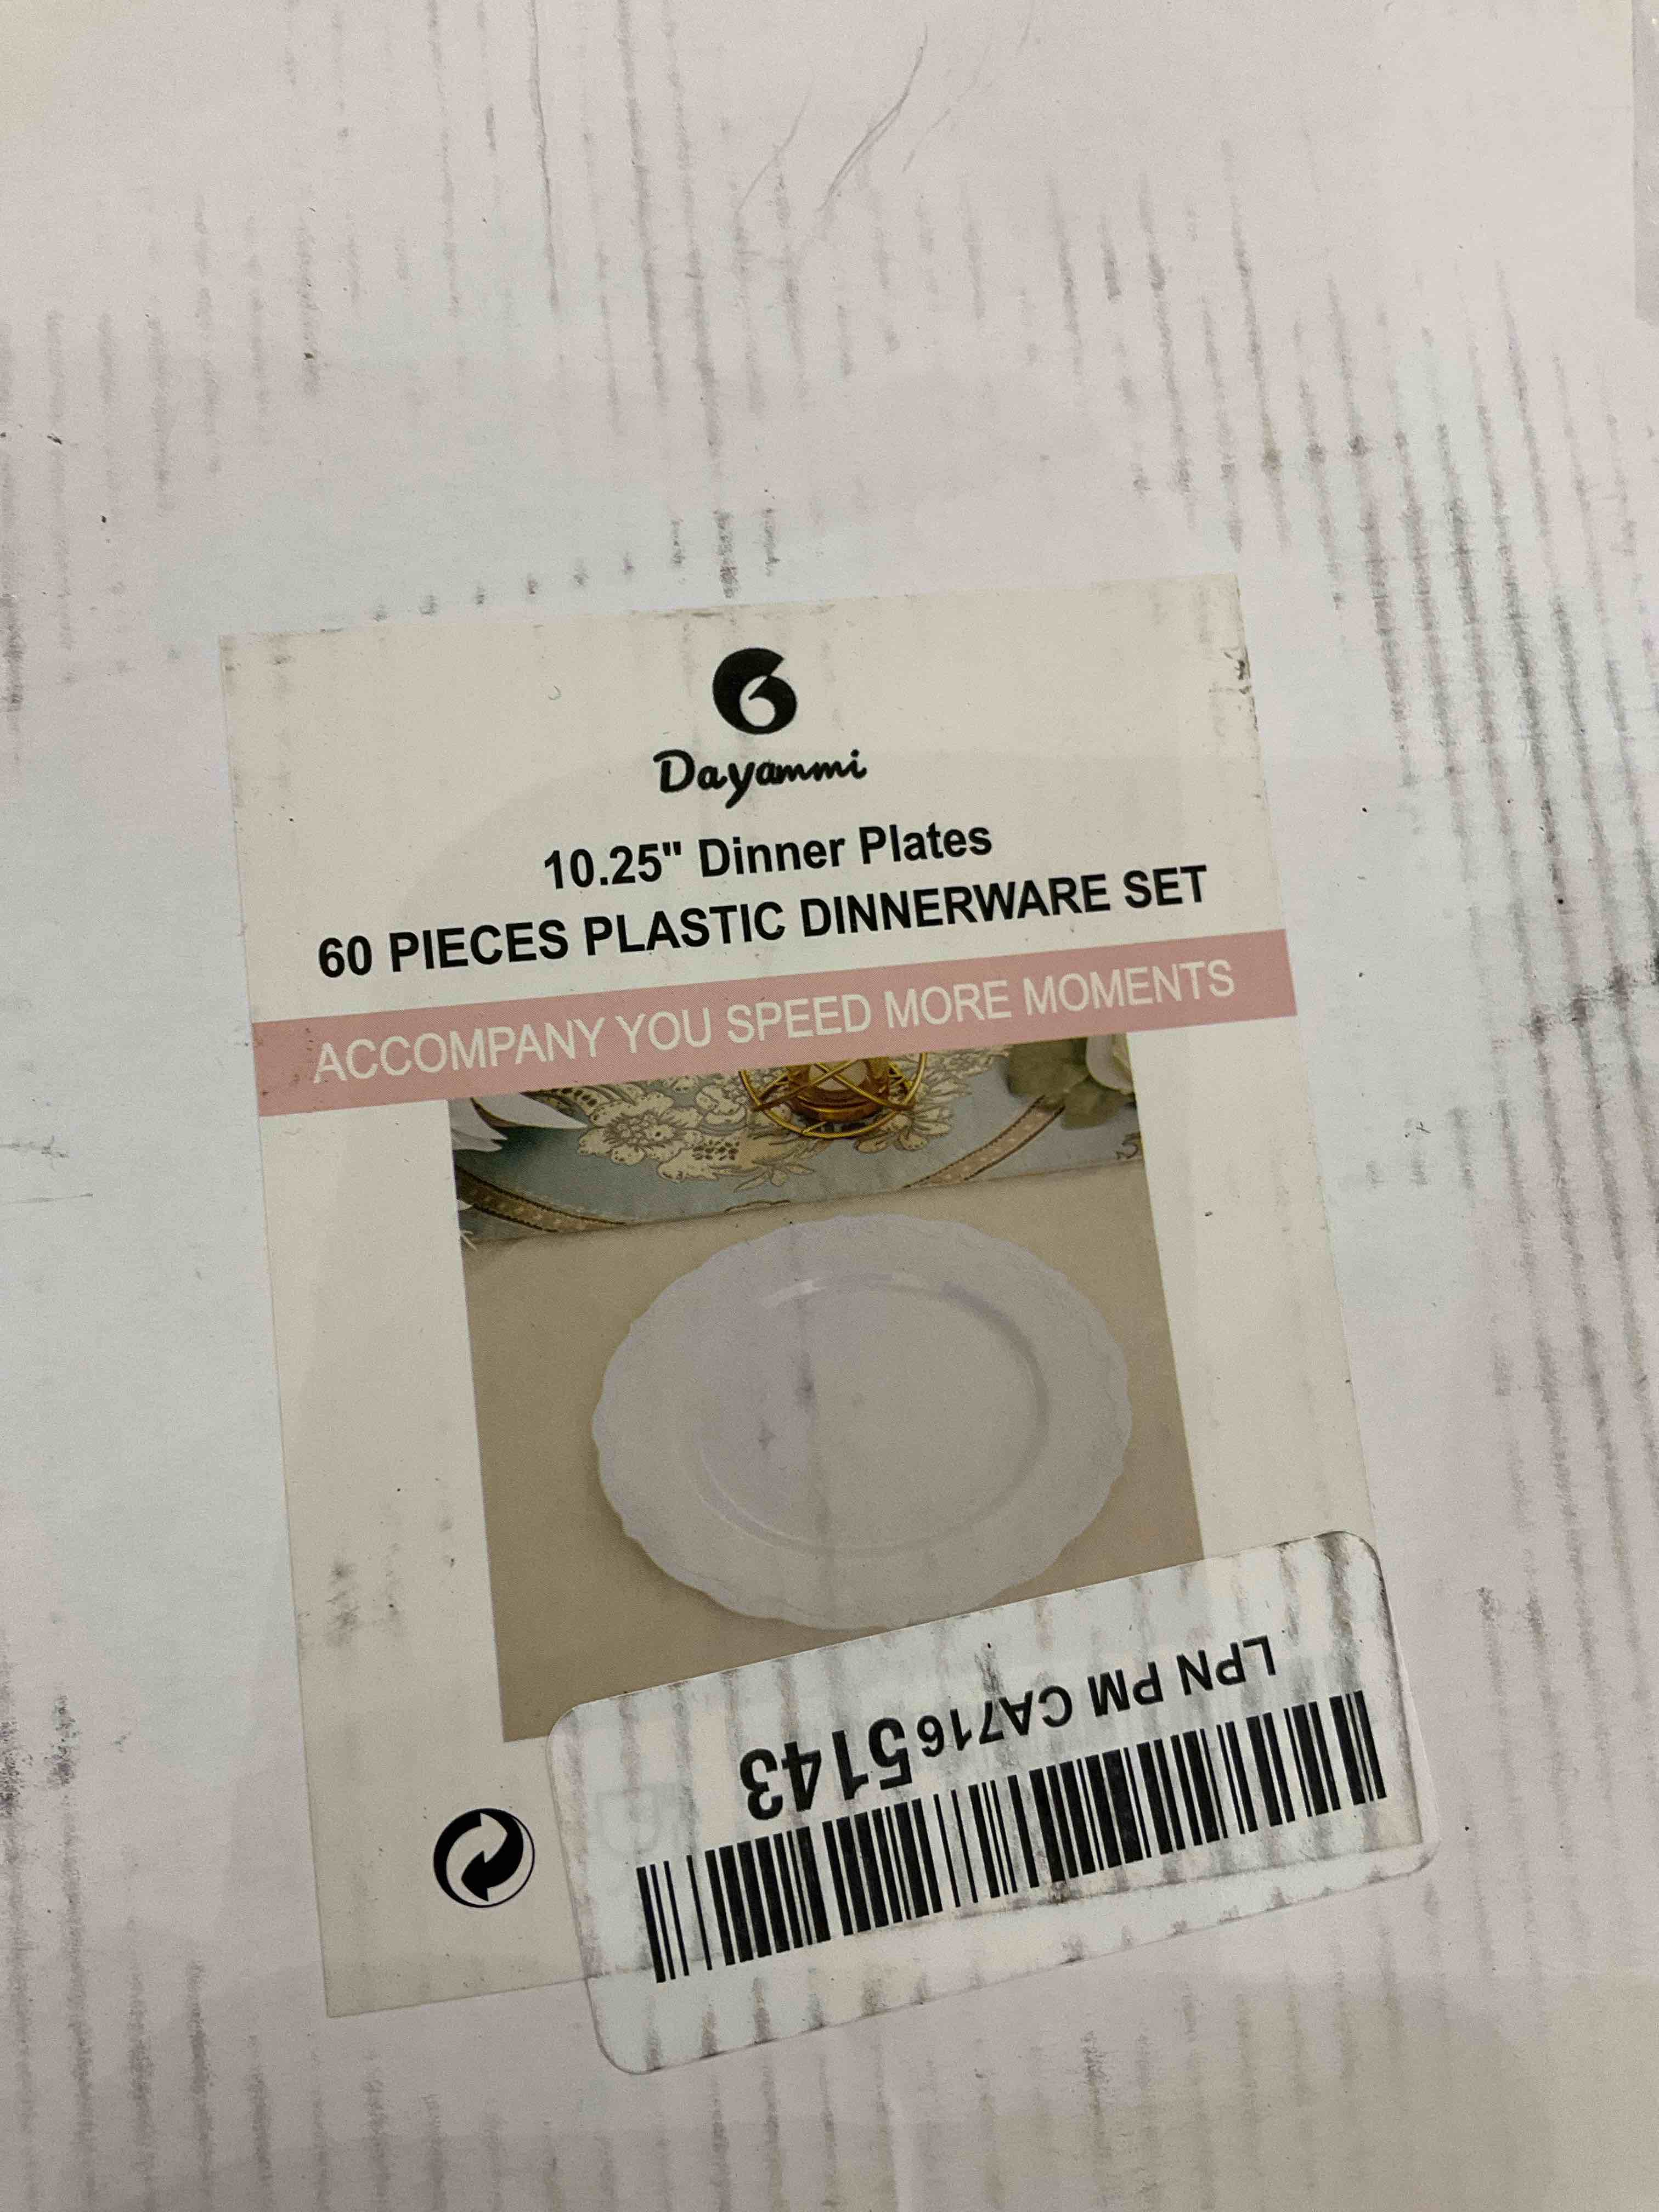 Dayammi
10.25" Dinner Plates
60 PIECES PLASTIC DINNERWARE SET
ACCOMPANY YOU SPEED MORE MOMENTS
LPN PM CA7165143